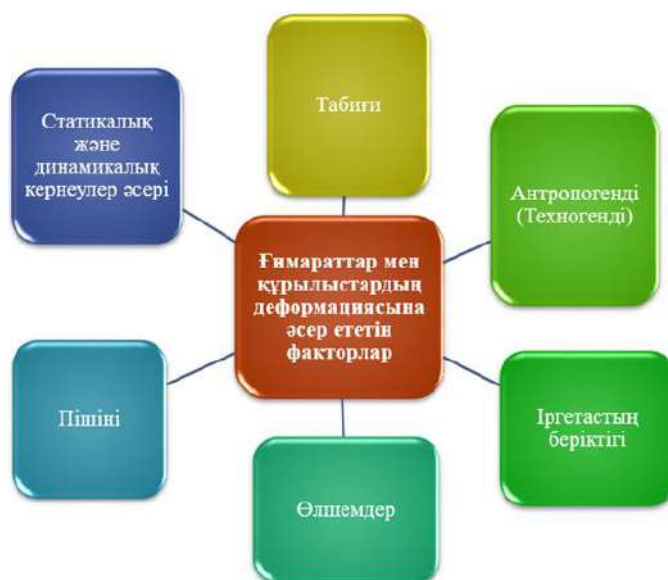 Табиғи
Статикалық
және
динамикалық
кернеулер әсері
Антропогенді
(Техногенді)
Ғимараттар мен
құрылыстардың
деформациясына
әсер ететін
факторлар
Пішіні
Іргетастың
беріктігі
Өлшемдер